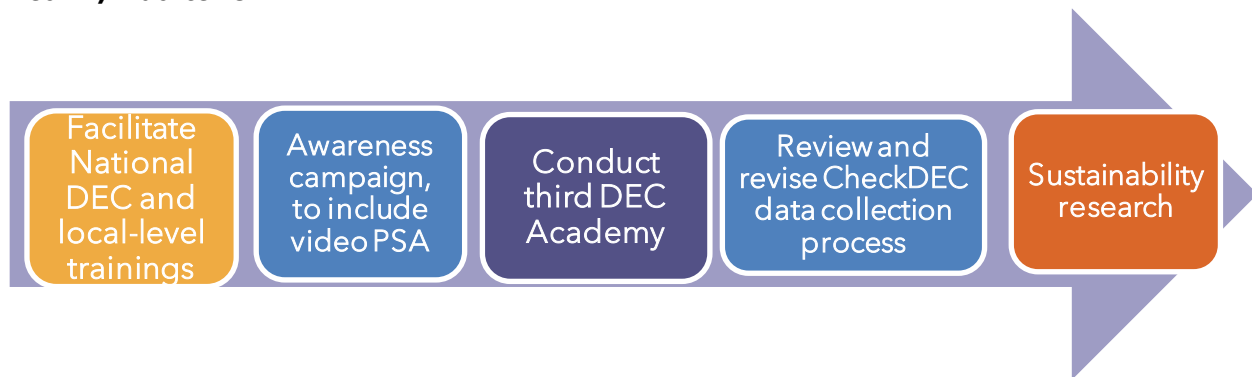 Facilitate
National
DEC and
local-level
trainings
Awareness
campaign,
to include
video PSA
Conduct
third DEC
Academy
Review and
revise CheckDEC
data collection
process
Sustainability
research